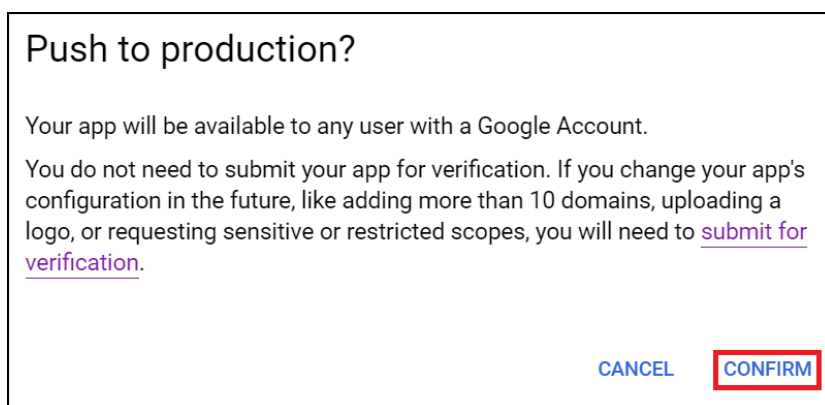 Push to production?
Your app will be available to any user with a Google Account.
You do not need to submit your app for verification. If you change your app's
configuration in the future, like adding more than 10 domains, uploading a
logo, or requesting sensitive or restricted scopes, you will need to submit for
verification.
CANCEL CONFIRM